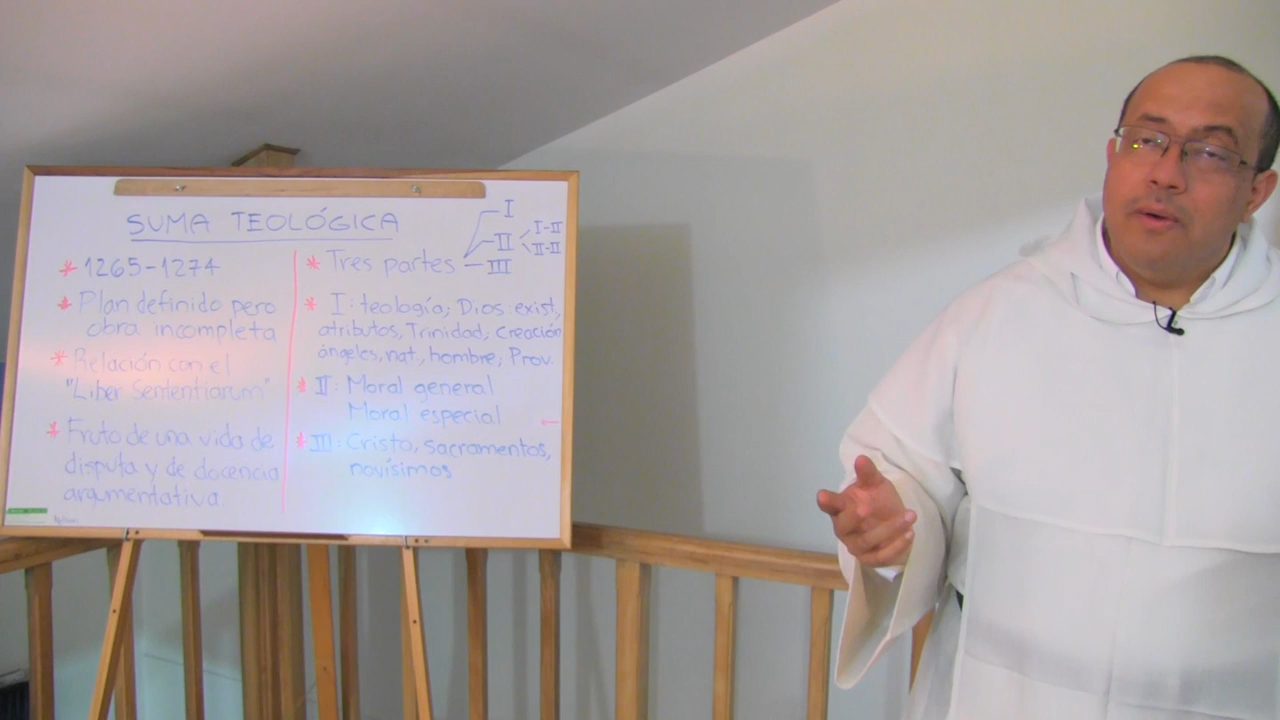 SUMA TEOLÓGICA
* 1265-1274
* Plan definido pero
obra incompleta
* Relación con el
"Liber Sententiarum"
* Fruto de una vida de
disputa y de docencia
argumentativa.
* Tres partes
I
II
I-II
II-II
III
* I: teología; Dios: exist.,
atributos, Trinidad; Creación
ángeles, nat., hombre; Prov.
* II: Moral general
Moral especial
* III: Cristo, sacramentos,
novísimos